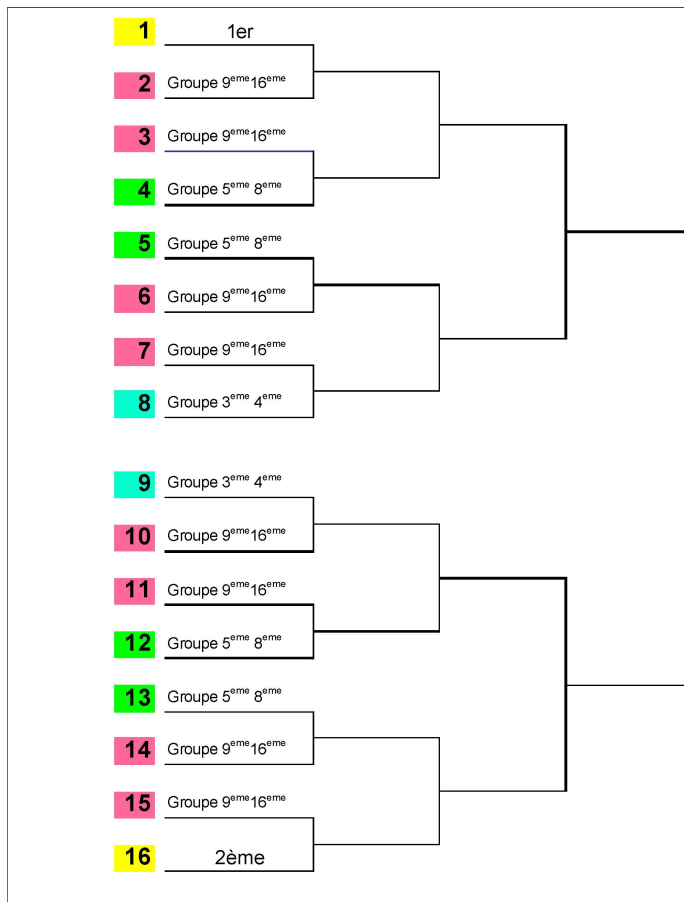 1 1er
2 Groupe 9eme16eme
3 Groupe 9eme16eme
4 Groupe 5eme 8eme
5 Groupe 5eme 8eme
6 Groupe 9eme16eme
7 Groupe 9eme16eme
8 Groupe 3eme 4eme
9 Groupe 3eme 4eme
10 Groupe 9eme16eme
11 Groupe 9eme16eme
12 Groupe 5eme 8eme
13 Groupe 5eme 8eme
14 Groupe 9eme16eme
15 Groupe 9eme16eme
16 2ème